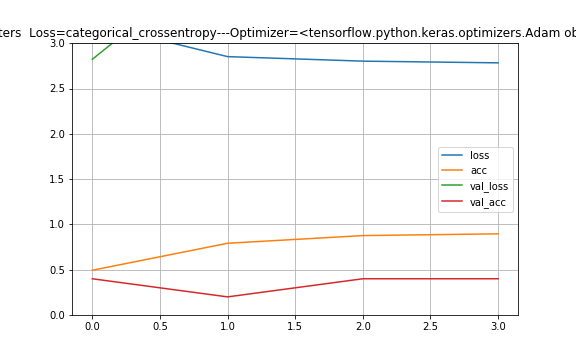 ters Loss=categorical_crossentropy---Optimizer=<tensorflow.python.keras.optimizers.Adam ob
3.0
2.5
2.0
1.5
1.0
0.5
0.0
loss
acc
val_loss
val_acc
0.0 0.5 1.0 1.5 2.0 2.5 3.0